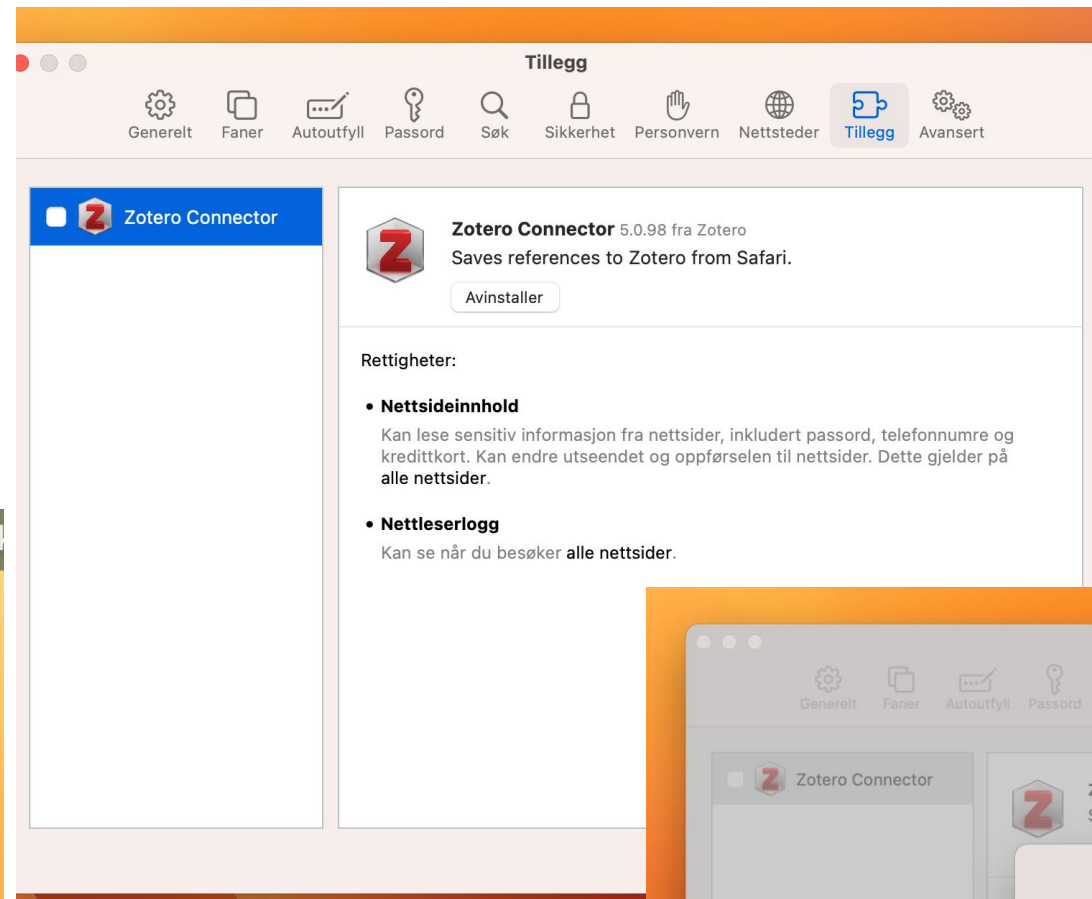 Tillegg
Generelt Faner Autoutfyll Passord Søk Sikkerhet Personvern Nettsteder Tillegg Avansert
Zotero Connector
Zotero Connector 5.0.98 fra Zotero
Saves references to Zotero from Safari.
Avinstaller
Rettigheter:
• Nettsideinnhold
Kan lese sensitiv informasjon fra nettsider, inkludert passord, telefonnumre og
kredittkort. Kan endre utseendet og oppførselen til nettsider. Dette gjelder på
alle nettsider.
• Nettleserlogg
Kan se når du besøker alle nettsider.
Generelt Faner Autoutfyll Passord
Zotero Connector